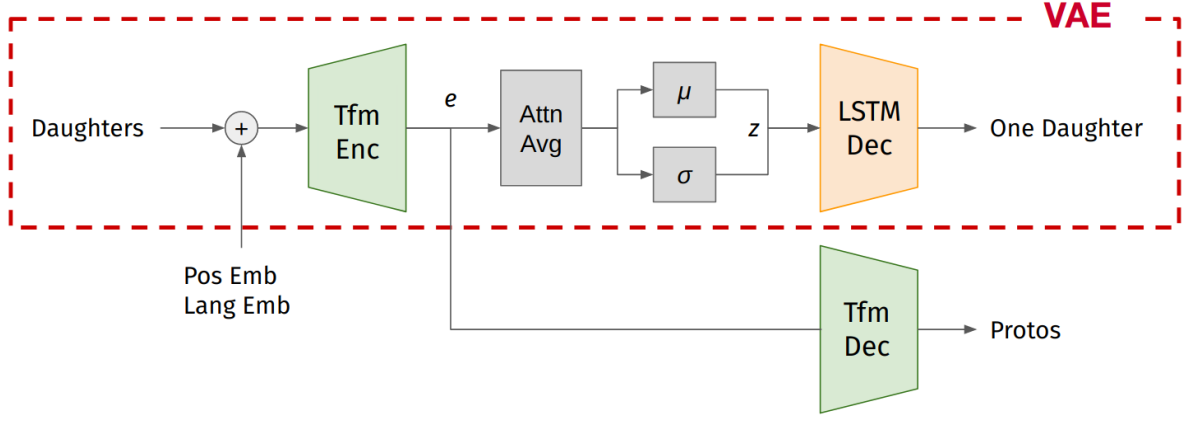 VAE
Daughters
+
Tfm
Enc
e
Attn
Avg
μ
σ
z
LSTM
Dec
One Daughter
Pos Emb
Lang Emb
Tfm
Dec
Protos